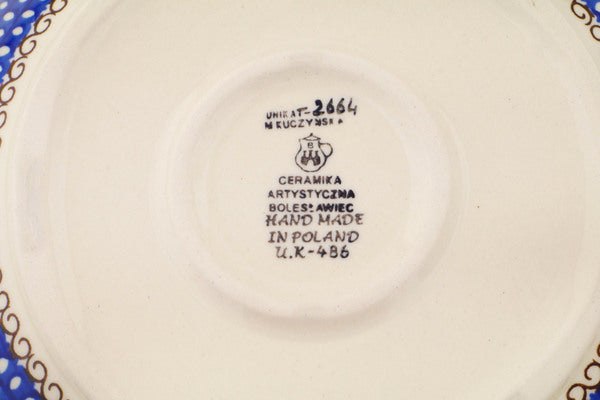 UNIKAT-2664
M KUCZYŃSKA
B
CERAMIKA
ARTYSTYCZNA
BOLESŁAWIEC
HAND MADE
IN POLAND
U.K-486